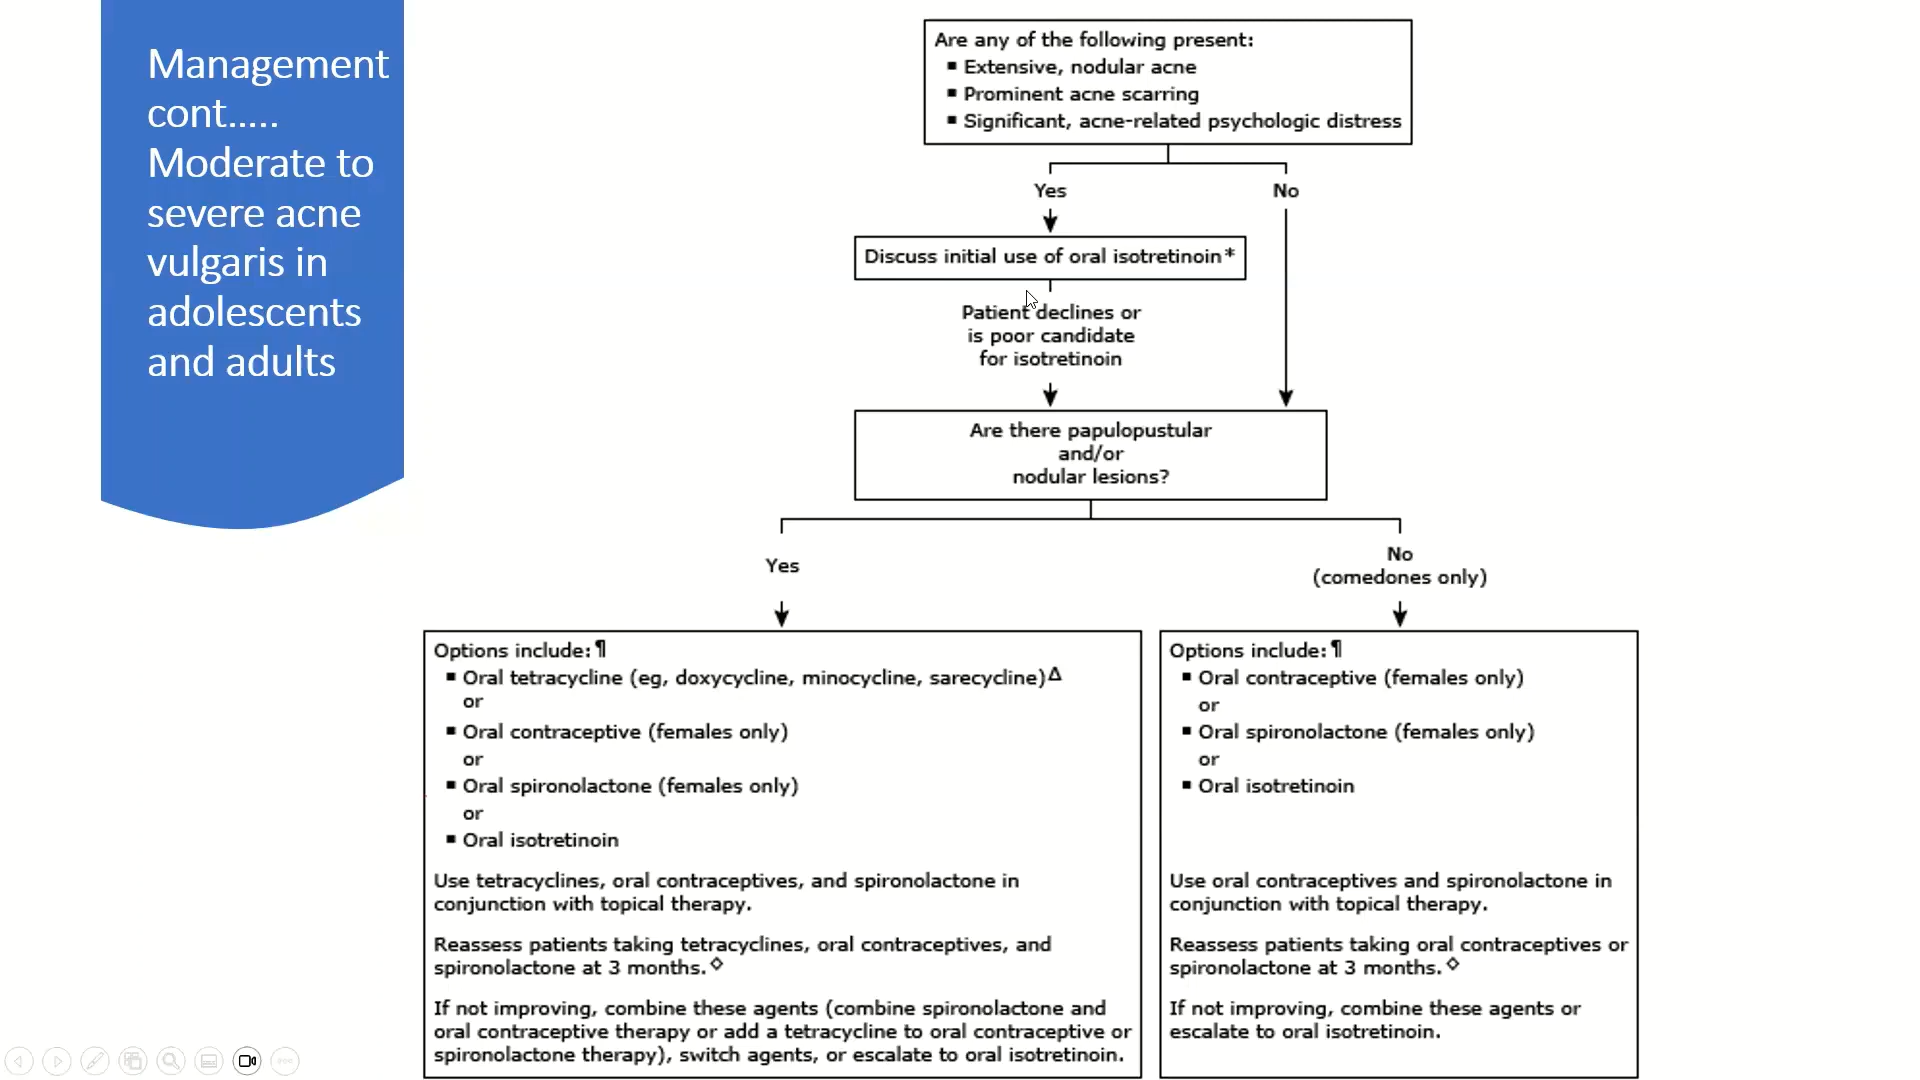 Management
cont.....
Moderate to
severe acne
vulgaris in
adolescents
and adults
Are any of the following present:
▪ Extensive, nodular acne
▪ Prominent acne scarring
▪ Significant, acne-related psychologic distress
Yes
No
Discuss initial use of oral isotretinoin*
Patient declines or
is poor candidate
for isotretinoin
Are there papulopustular
and/or
nodular lesions?
Yes
No
(comedones only)
Options include:¶
▪ Oral tetracycline (eg, doxycycline, minocycline, sarecycline)Δ
or
▪ Oral contraceptive (females only)
or
▪ Oral spironolactone (females only)
or
▪ Oral isotretinoin
Use tetracyclines, oral contraceptives, and spironolactone in
conjunction with topical therapy.
Reassess patients taking tetracyclines, oral contraceptives, and
spironolactone at 3 months.◇
If not improving, combine these agents (combine spironolactone and
oral contraceptive therapy or add a tetracycline to oral contraceptive or
spironolactone therapy), switch agents, or escalate to oral isotretinoin.
Options include:¶
▪ Oral contraceptive (females only)
or
▪ Oral spironolactone (females only)
or
▪ Oral isotretinoin
Use oral contraceptives and spironolactone in
conjunction with topical therapy.
Reassess patients taking oral contraceptives or
spironolactone at 3 months.◇
If not improving, combine these agents or
escalate to oral isotretinoin.